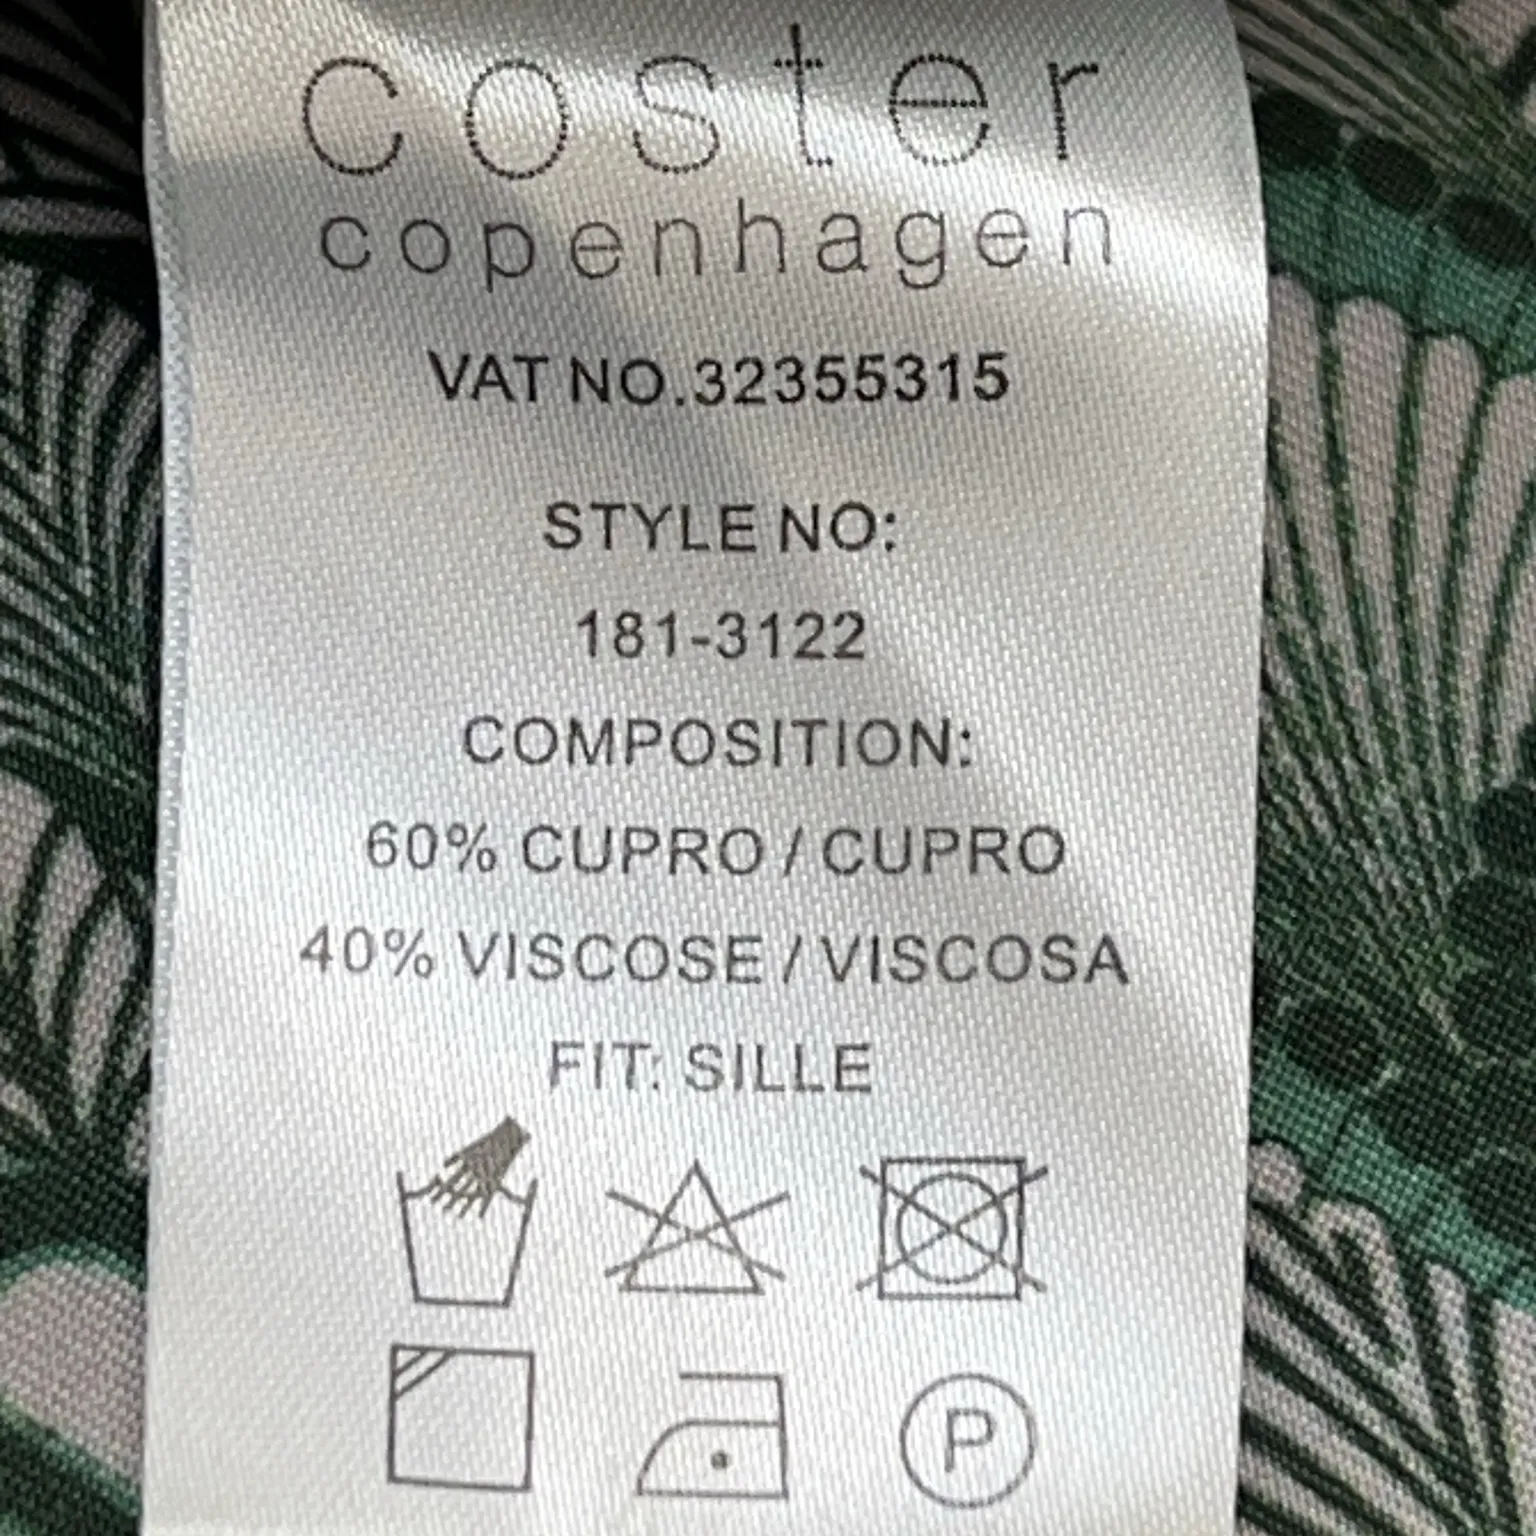 coster
copenhagen
VAT NO.32355315
STYLE NO:
181-3122
COMPOSITION:
60% CUPRO / CUPRO
40% VISCOSE / VISCOSA
FIT: SILLE
P